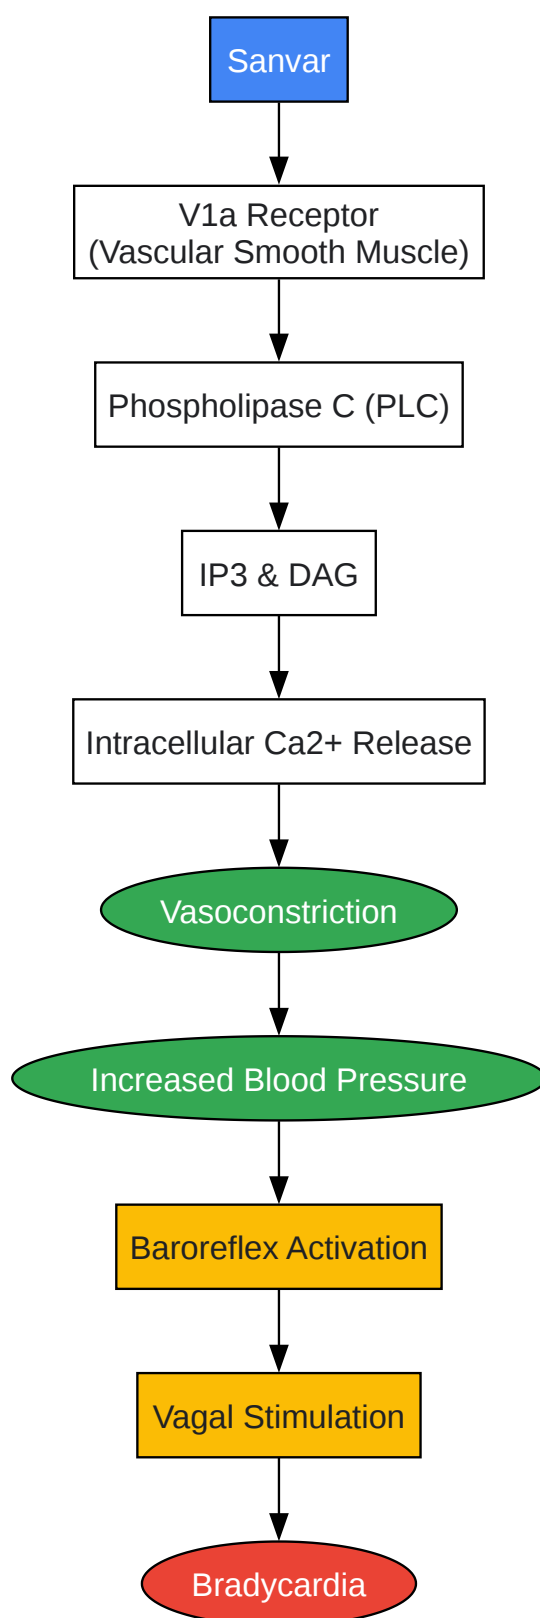 Sanvar
V1a Receptor
(Vascular Smooth Muscle)
Phospholipase C (PLC)
IP3 & DAG
Intracellular Ca2+ Release
Vasoconstriction
Increased Blood Pressure
Baroreflex Activation
Vagal Stimulation
Bradycardia